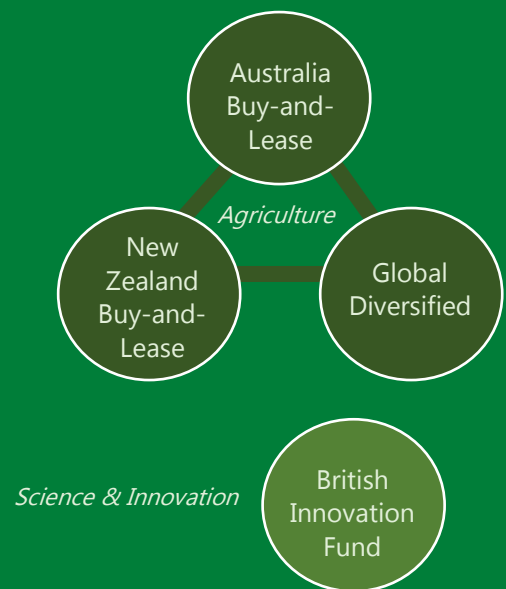 Australia
Buy-and-
Lease
Agriculture
New
Zealand
Buy-and-
Lease
Global
Diversified
Science & Innovation
British
Innovation
Fund